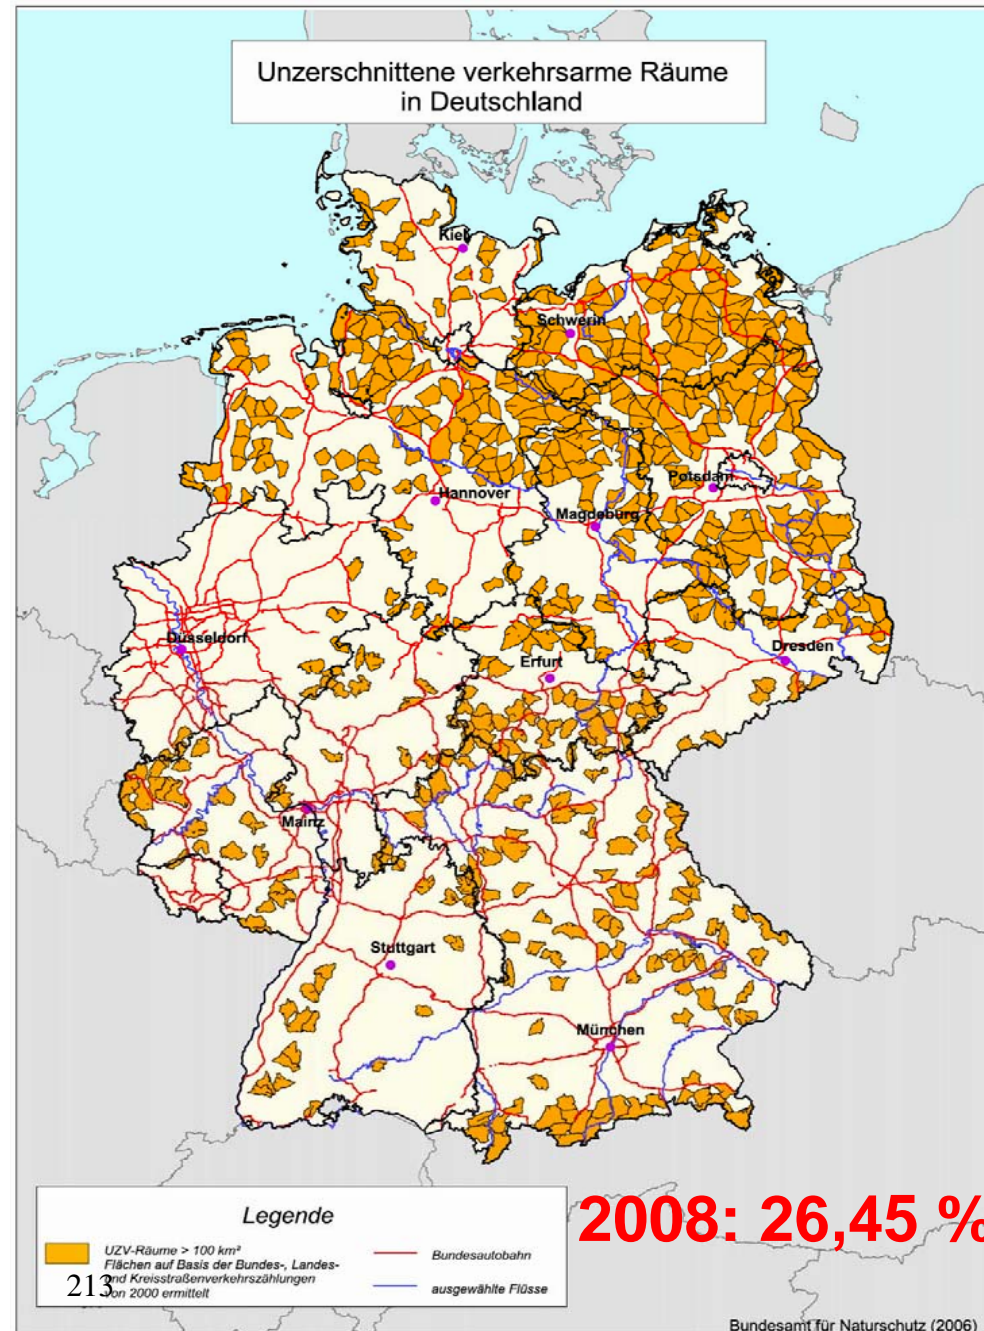 Unzerschnittene verkehrsarme Räume
in Deutschland
Kiel
Schwerin
Potsdam
Hannover
Magdeburg
Düsseldorf
Erfurt
Dresden
Mainz
Stuttgart
München
2008: 26,45 %
Legende
UZV-Räume > 100 km²
Flächen auf Basis der Bundes-, Landes-
und Kreisstraßenverkehrszählungen
von 2000 ermittelt
213
Bundesautobahn
ausgewählte Flüsse
Bundesamt für Naturschutz (2006)